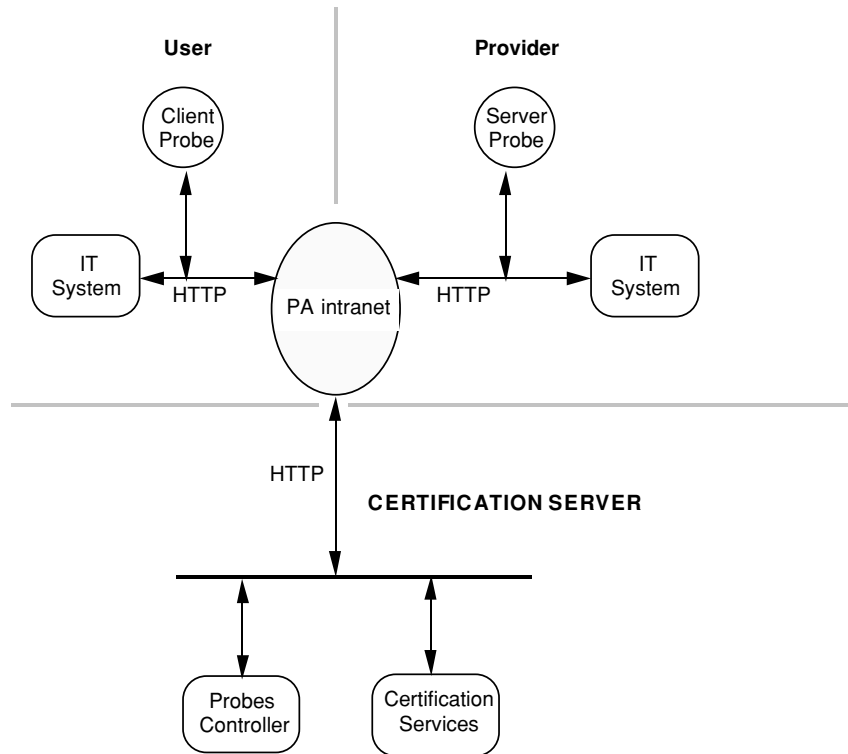 User
Provider
Client
Probe
Server
Probe
IT
System
HTTP
PA intranet
HTTP
IT
System
HTTP
CERTIFICATION SERVER
Probes
Controller
Certification
Services